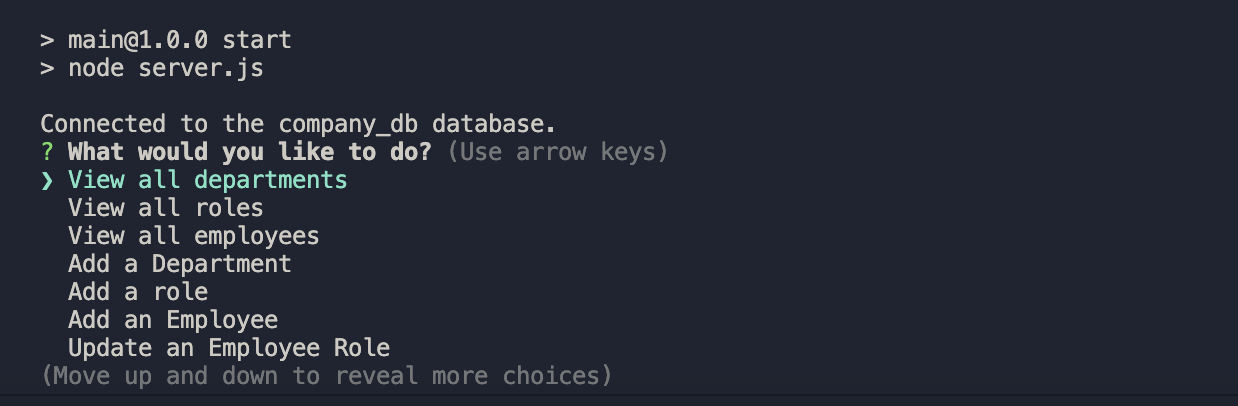 > main@1.0.0 start
> node server.js
Connected to the company_db database.
? What would you like to do? (Use arrow keys)
❯ View all departments
View all roles
View all employees
Add a Department
Add a role
Add an Employee
Update an Employee Role
(Move up and down to reveal more choices)